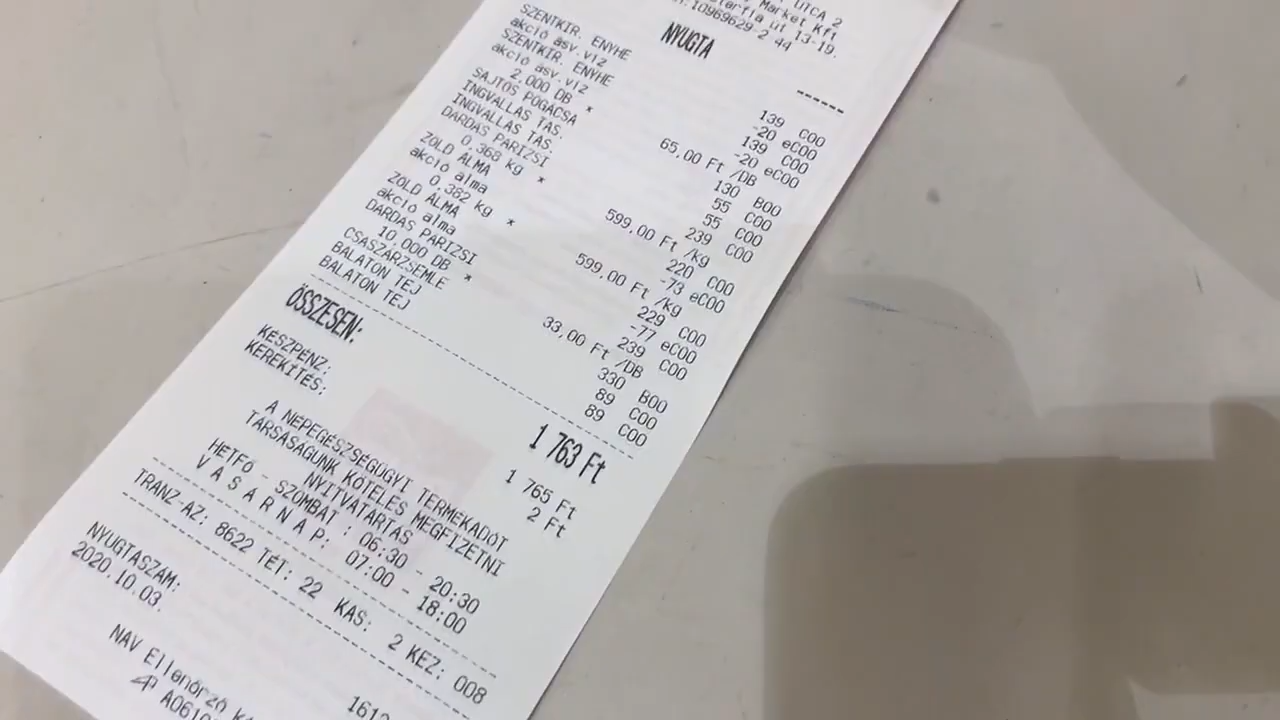 UTCA 2
Market Kft
út 13-19.
10969629-2 44
NYUGTA
SZENTKIR. ENYHE 139 C00
akció ásv.víz -20 eC00
SZENTKIR. ENYHE 139 C00
akció ásv.víz -20 eC00
2,000 DB * 65,00 Ft /DB
SAJTOS POGÁCSA 130 B00
INGVÁLLAS TAS. 55 C00
INGVÁLLAS TAS. 55 C00
DARDAS PARIZSI 239 C00
0,368 kg * 599,00 Ft /kg
ZÖLD ALMA 220 C00
akció alma -73 eC00
0,382 kg * 599,00 Ft /kg
ZÖLD ALMA 229 C00
akció alma -77 eC00
DARDAS PARIZSI 239 C00
10,000 DB * 33,00 Ft /DB
CSÁSZÁRZSEMLE 330 B00
BALATON TEJ 89 C00
BALATON TEJ 89 C00
ÖSSZESEN: 1 763 Ft
KÉSZPÉNZ: 1 765 Ft
KEREKÍTÉS: 2 Ft
A NÉPEGÉSZSÉGÜGYI TERMÉKADÓT
TÁRSASÁGUNK KÖTELES MEGFIZETNI
NYITVATARTÁS
HÉTFŐ - SZOMBAT : 06:30 - 20:30
V A S Á R N A P: 07:00 - 18:00
TRANZ-AZ: 8622 TÉT: 22 KAS: 2 KEZ: 008
NYUGTASZÁM: 1612
2020.10.03.
NAV Ellenőrző